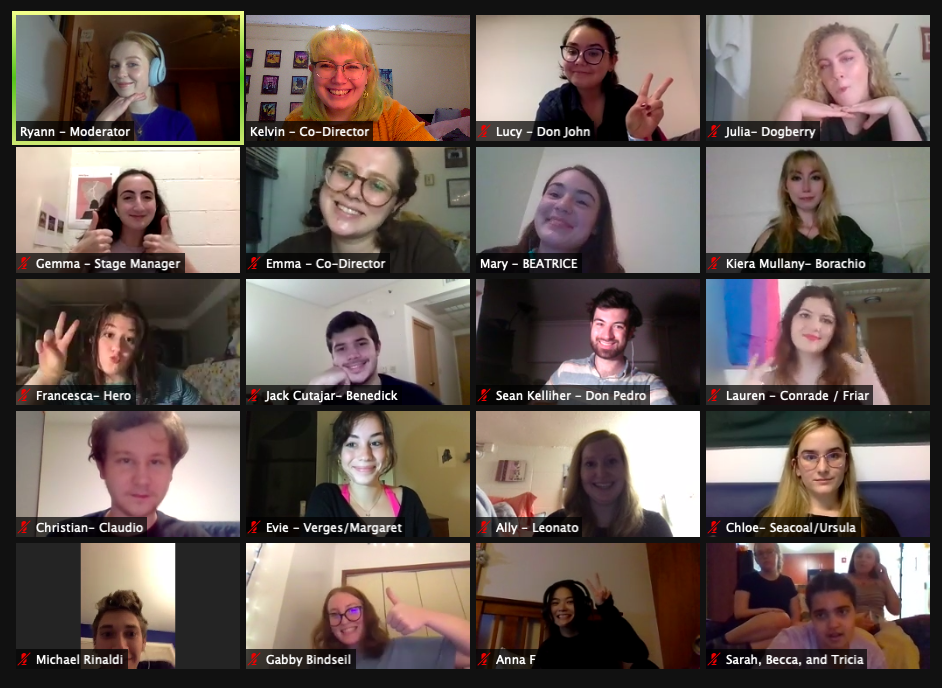 Ryann - Moderator
Kelvin - Co-Director
Lucy - Don John
Julia- Dogberry
Gemma - Stage Manager
Emma - Co-Director
Mary - BEATRICE
Kiera Mullany- Borachio
Francesca- Hero
Jack Cutajar- Benedick
Sean Kelliher - Don Pedro
Lauren - Conrade / Friar
Christian- Claudio
Evie - Verges/Margaret
Ally - Leonato
Chloe- Seacoal/Ursula
Michael Rinaldi
Gabby Bindseil
Anna F
Sarah, Becca, and Tricia